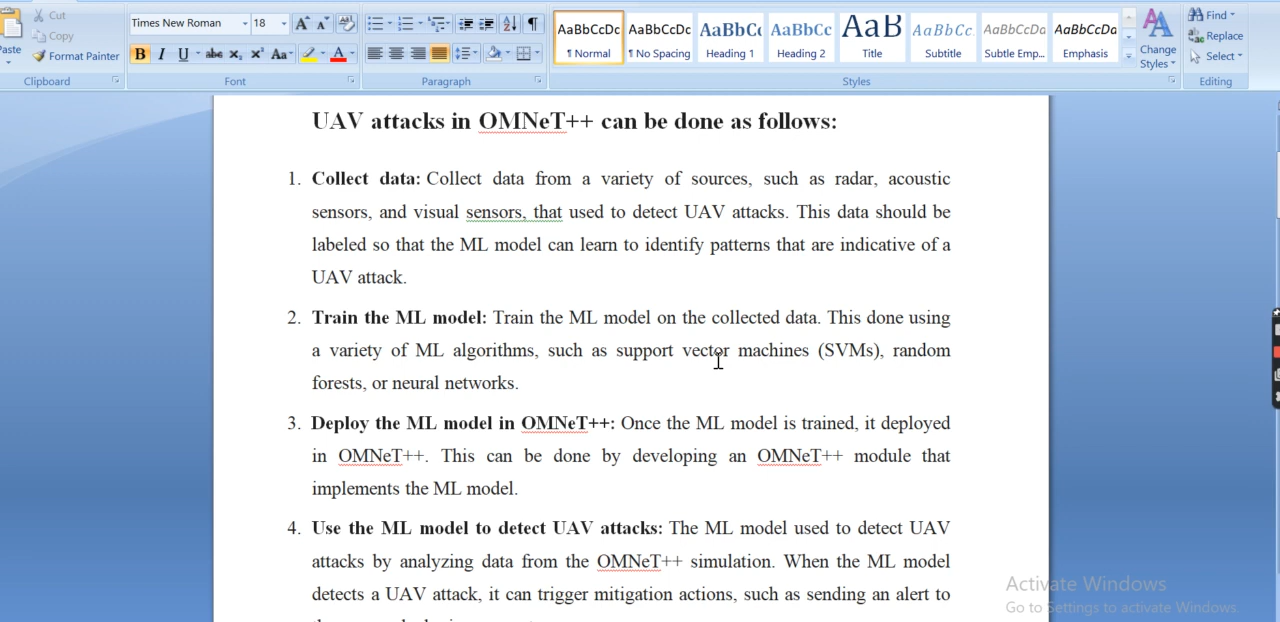 Cut
Copy
Paste
Format Painter
Clipboard
Times New Roman
18
B I U abc X₂ X² Aa
A
Font
Paragraph
AaBbCcDc AaBbCcDc AaBbC AaBbCc AaB AaBbCc. AaBbCcDc AaBbCcDc
¶ Normal ¶ No Spacing Heading 1 Heading 2 Title Subtitle Subtle Emp... Emphasis
Change
Styles
Styles
Find
Replace
Select
Editing
UAV attacks in OMNeT++ can be done as follows:
1. Collect data: Collect data from a variety of sources, such as radar, acoustic
sensors, and visual sensors, that used to detect UAV attacks. This data should be
labeled so that the ML model can learn to identify patterns that are indicative of a
UAV attack.
2. Train the ML model: Train the ML model on the collected data. This done using
a variety of ML algorithms, such as support vector machines (SVMs), random
forests, or neural networks.
3. Deploy the ML model in OMNeT++: Once the ML model is trained, it deployed
in OMNeT++. This can be done by developing an OMNeT++ module that
implements the ML model.
4. Use the ML model to detect UAV attacks: The ML model used to detect UAV
attacks by analyzing data from the OMNeT++ simulation. When the ML model
detects a UAV attack, it can trigger mitigation actions, such as sending an alert to
Activate Windows
Go to Settings to activate Windows.